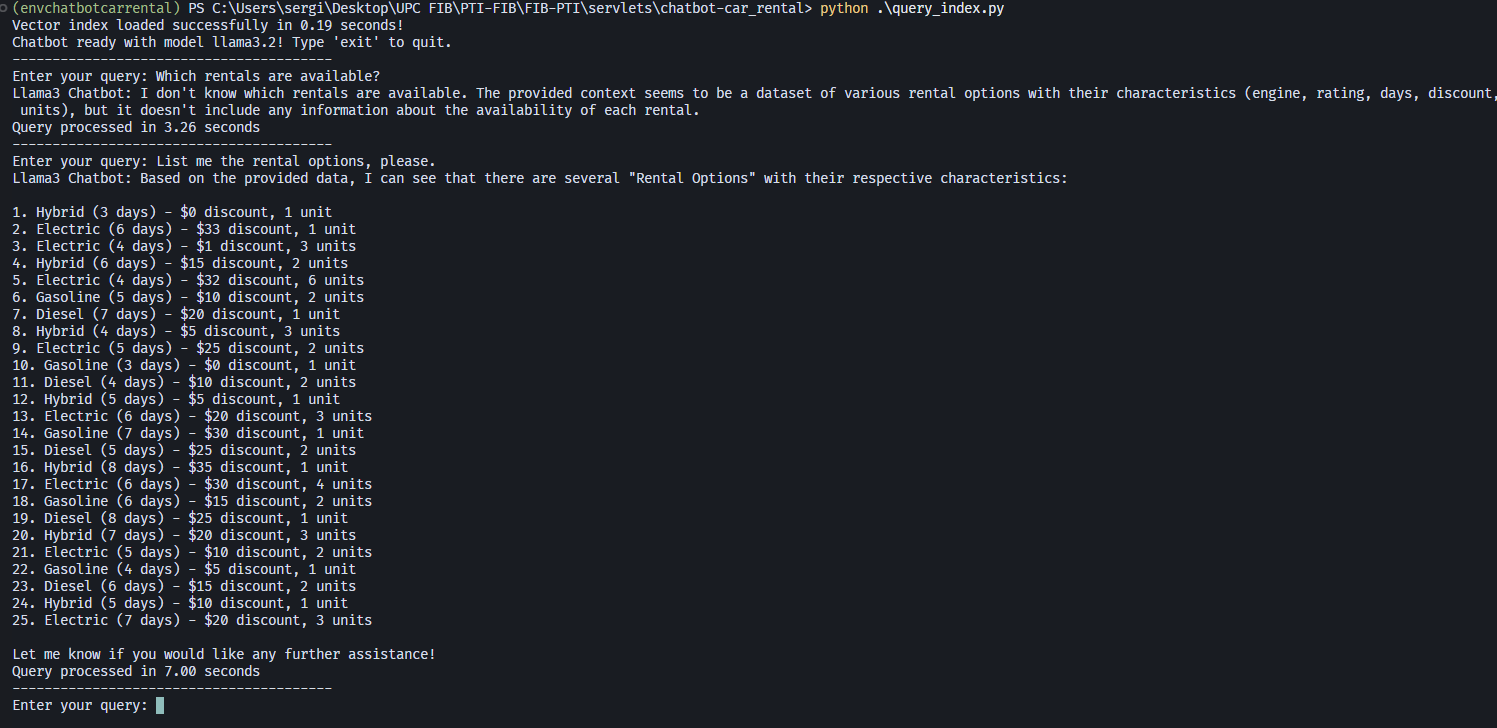 (envchatbotcarrental) PS C:\Users\sergi\Desktop\UPC FIB\PTI-FIB\FIB-PTI\servlets\chatbot-car_rental> python .\query_index.py
Vector index loaded successfully in 0.19 seconds!
Chatbot ready with model llama3.2! Type 'exit' to quit.
----------------------------------------
Enter your query: Which rentals are available?
Llama3 Chatbot: I don't know which rentals are available. The provided context seems to be a dataset of various rental options with their characteristics (engine, rating, days, discount,
units), but it doesn't include any information about the availability of each rental.
Query processed in 3.26 seconds
----------------------------------------
Enter your query: List me the rental options, please.
Llama3 Chatbot: Based on the provided data, I can see that there are several "Rental Options" with their respective characteristics:
1. Hybrid (3 days) - $0 discount, 1 unit
2. Electric (6 days) - $33 discount, 1 unit
3. Electric (4 days) - $1 discount, 3 units
4. Hybrid (6 days) - $15 discount, 2 units
5. Electric (4 days) - $32 discount, 6 units
6. Gasoline (5 days) - $10 discount, 2 units
7. Diesel (7 days) - $20 discount, 1 unit
8. Hybrid (4 days) - $5 discount, 3 units
9. Electric (5 days) - $25 discount, 2 units
10. Gasoline (3 days) - $0 discount, 1 unit
11. Diesel (4 days) - $10 discount, 2 units
12. Hybrid (5 days) - $5 discount, 1 unit
13. Electric (6 days) - $20 discount, 3 units
14. Gasoline (7 days) - $30 discount, 1 unit
15. Diesel (5 days) - $25 discount, 2 units
16. Hybrid (8 days) - $35 discount, 1 unit
17. Electric (6 days) - $30 discount, 4 units
18. Gasoline (6 days) - $15 discount, 2 units
19. Diesel (8 days) - $25 discount, 1 unit
20. Hybrid (7 days) - $20 discount, 3 units
21. Electric (5 days) - $10 discount, 2 units
22. Gasoline (4 days) - $5 discount, 1 unit
23. Diesel (6 days) - $15 discount, 2 units
24. Hybrid (5 days) - $10 discount, 1 unit
25. Electric (7 days) - $20 discount, 3 units
Let me know if you would like any further assistance!
Query processed in 7.00 seconds
----------------------------------------
Enter your query: